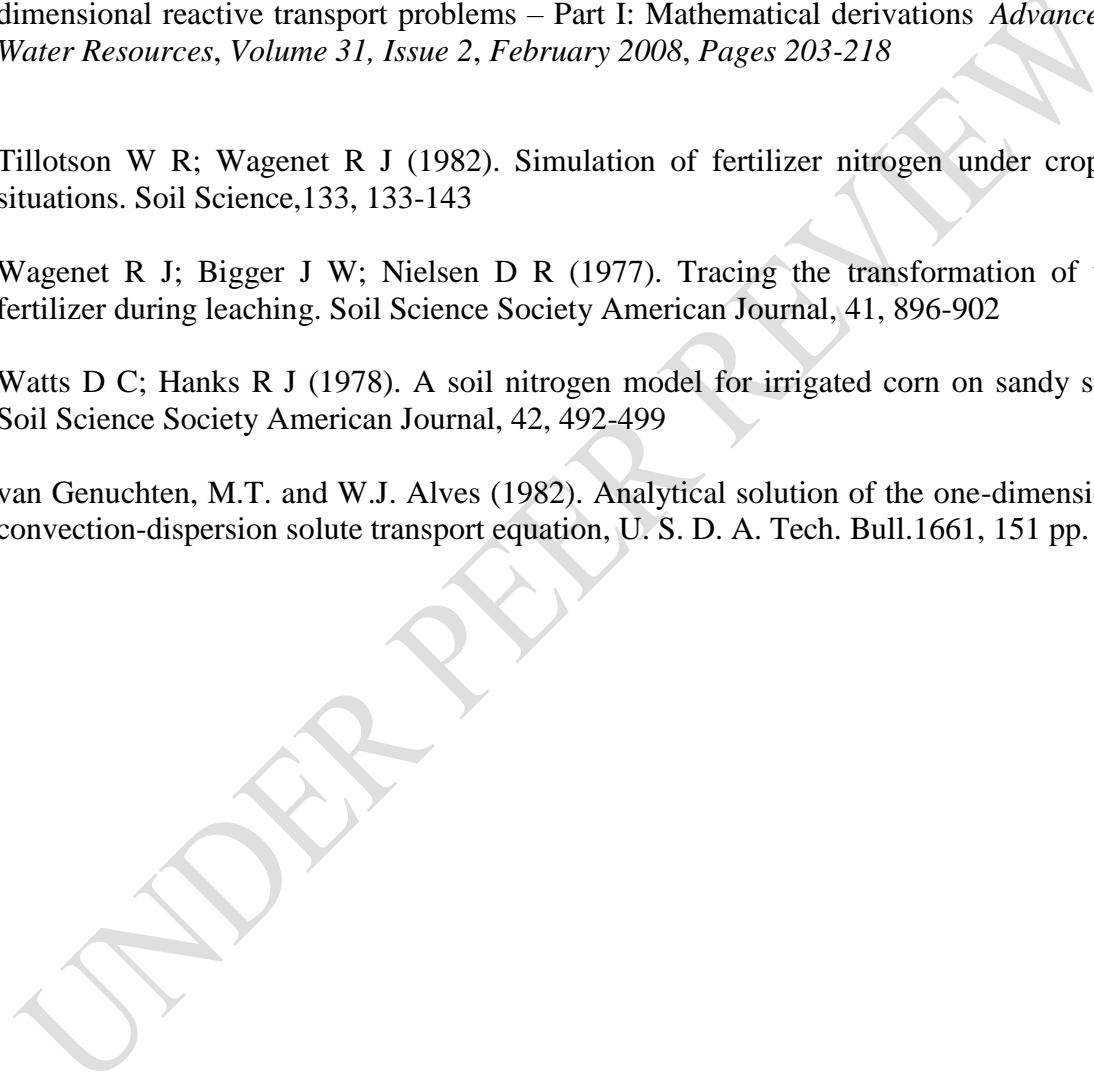 dimensional reactive transport problems – Part I: Mathematical derivations Advance
Water Resources, Volume 31, Issue 2, February 2008, Pages 203-218
Tillotson W R; Wagenet R J (1982). Simulation of fertilizer nitrogen under crop
situations. Soil Science,133, 133-143
Wagenet R J; Bigger J W; Nielsen D R (1977). Tracing the transformation of
fertilizer during leaching. Soil Science Society American Journal, 41, 896-902
Watts D C; Hanks R J (1978). A soil nitrogen model for irrigated corn on sandy s
Soil Science Society American Journal, 42, 492-499
van Genuchten, M.T. and W.J. Alves (1982). Analytical solution of the one-dimensio
convection-dispersion solute transport equation, U. S. D. A. Tech. Bull.1661, 151 pp.
UNDER PEER REVIEW